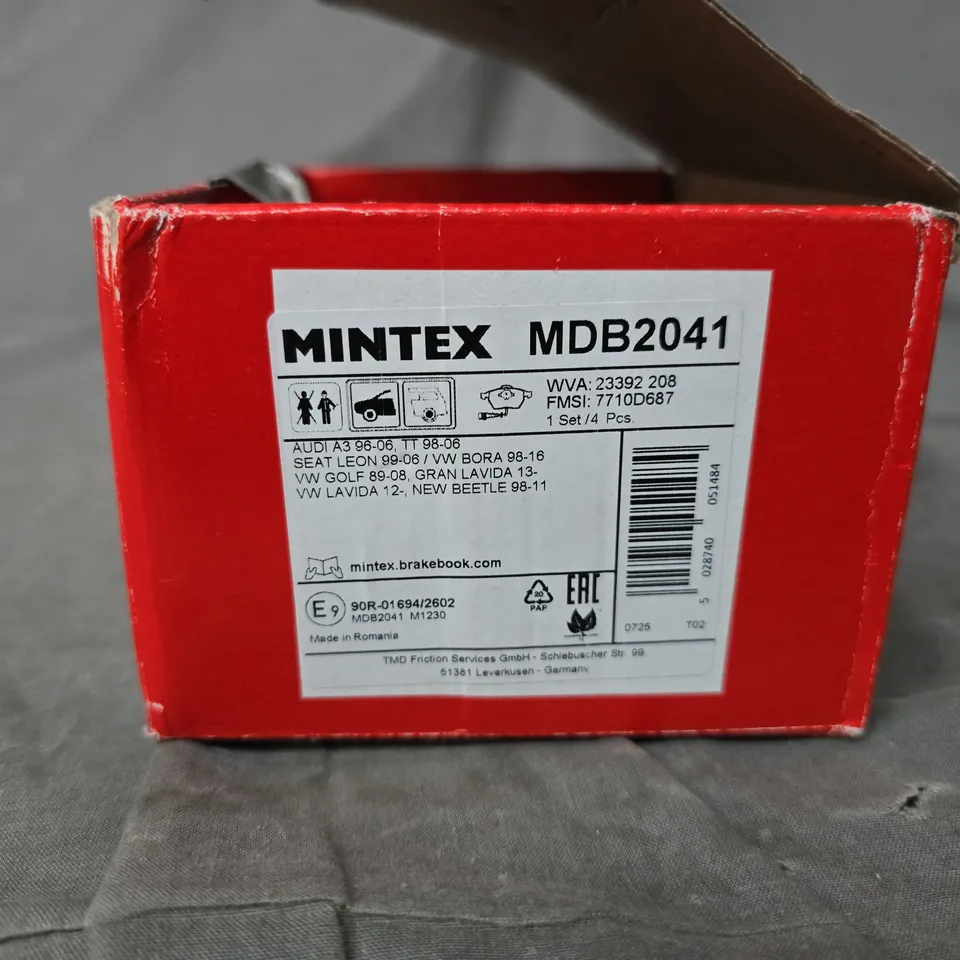 MINTEX MDB2041
WVA: 23392 208
FMSI: 7710D687
1 Set/4 Pcs.
AUDI A3 96-06, TT 98-06
SEAT LEON 99-06 / VW BORA 98-16
VW GOLF 89-08, GRAN LAVIDA 13-
VW LAVIDA 12-, NEW BEETLE 98-11
mintex.brakebook.com
E9 90R-01694/2602
MDB2041 M1230
Made in Romania
20
PAP
EAC
5 028740 051484
0725 T02
TMD Friction Services GmbH - Schlebuscher Str. 99
51381 Leverkusen - Germany